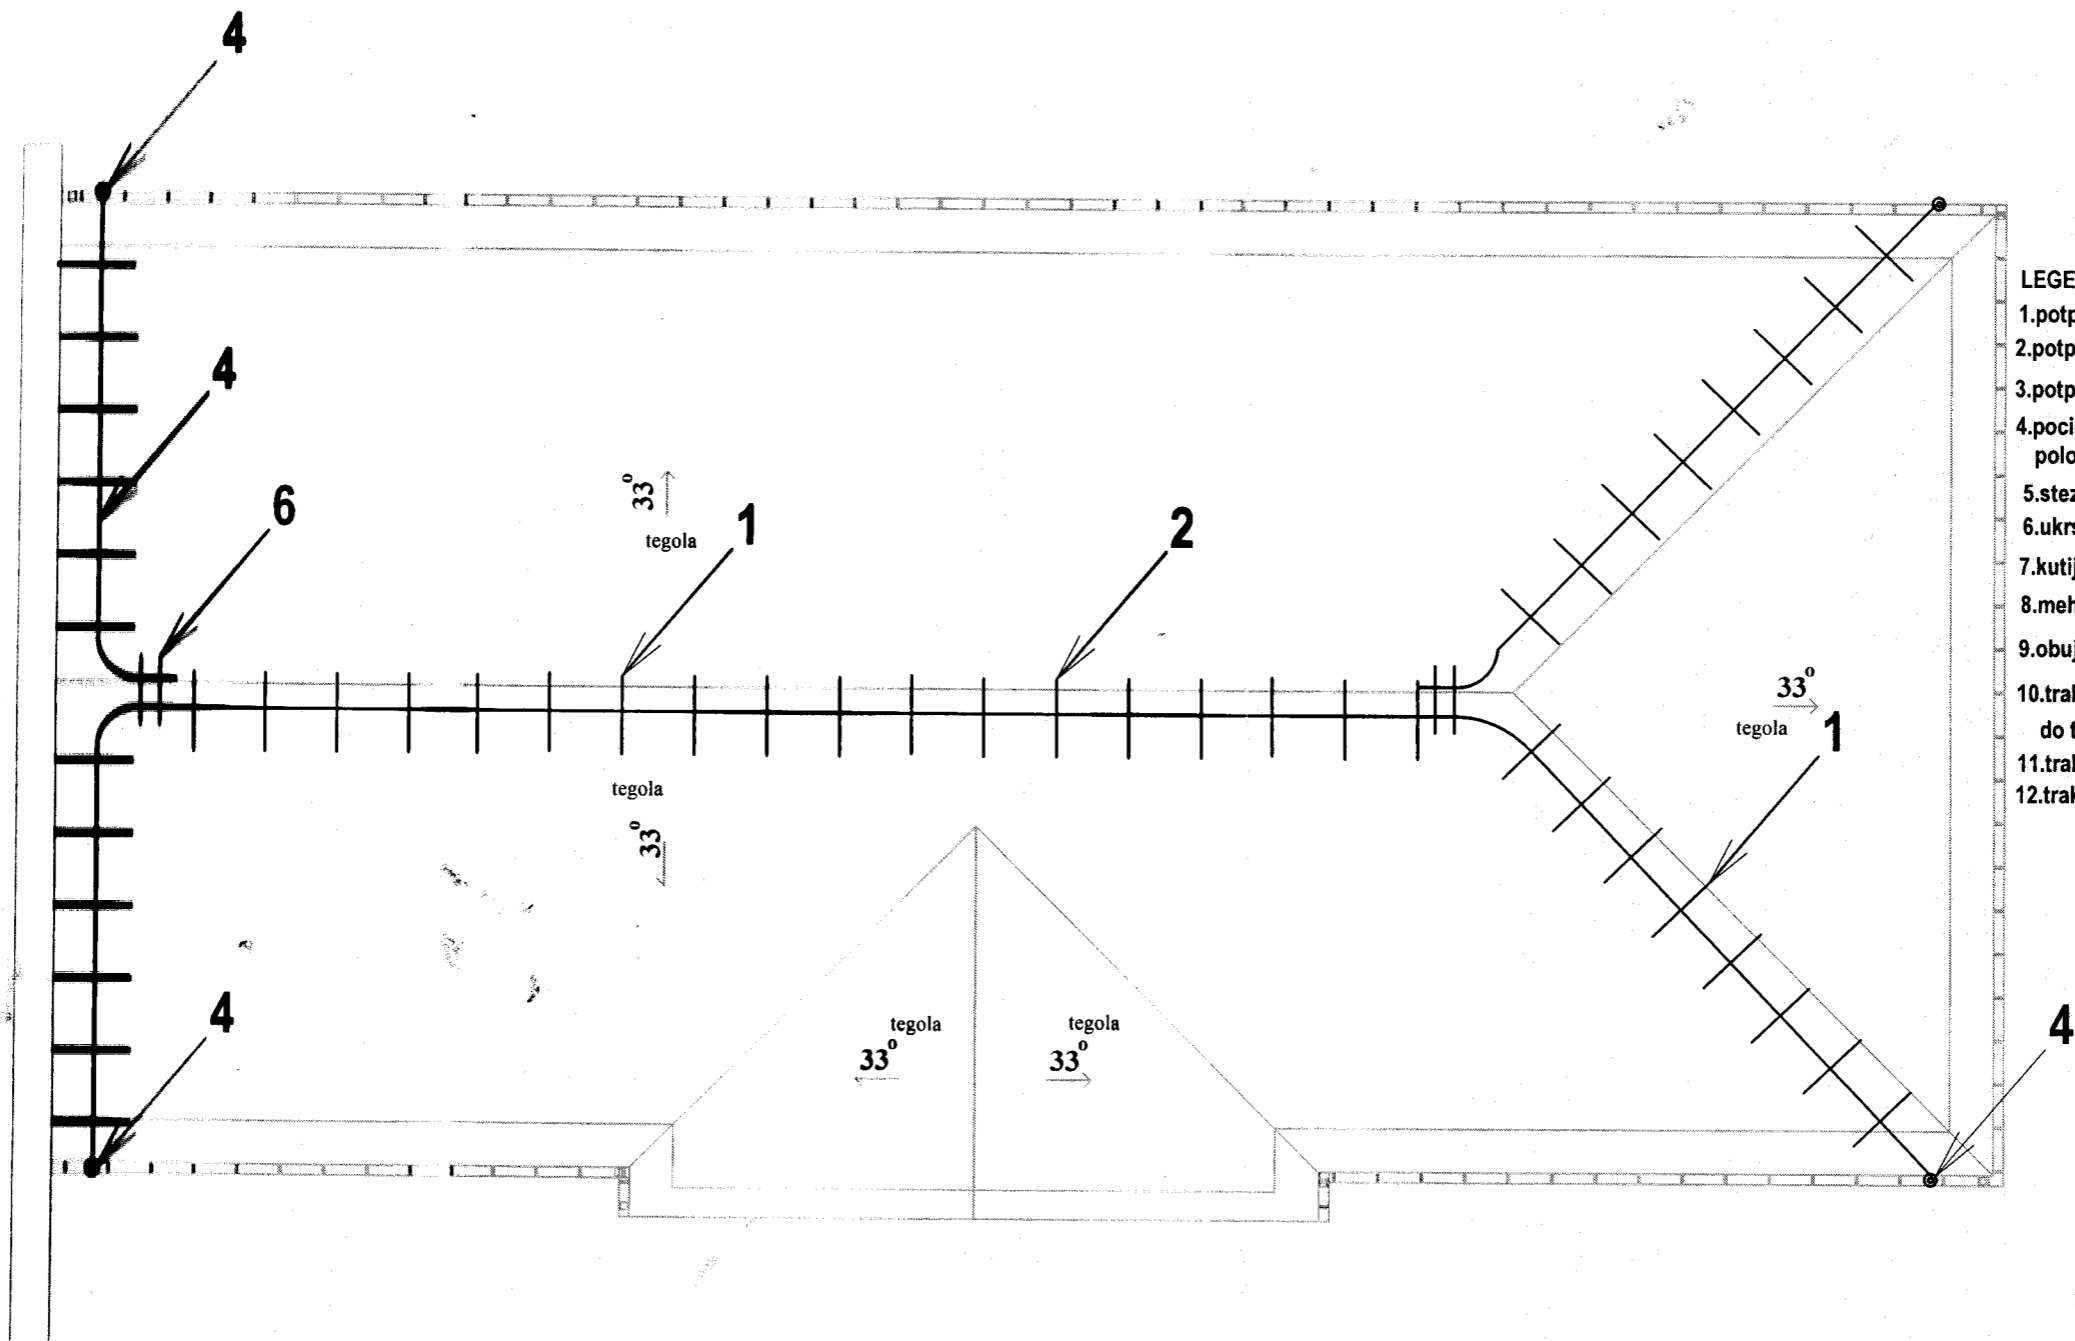 4
4
6
33°
tegola
1
2
tegola
33°
33°
tegola
1
tegola
33°
tegola
33°
4
4
LEGE
1.potp
2.potp
3.potp
4.poci
polo
5.stez
6.ukrs
7.kutij
8.meh
9.obuj
10.tral
do t
11.tral
12.trak